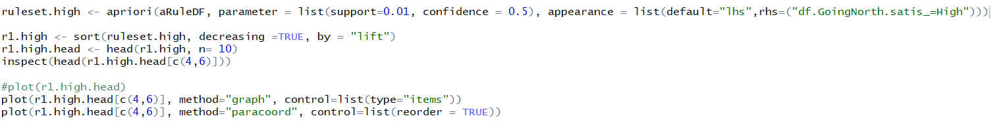 ruleset.high <- apriori(aRuleDF, parameter = list(support=0.01, confidence = 0.5), appearance = list(default="lhs",rhs=("df.GoingNorth.satis_=High")))
r1.high <- sort(ruleset.high, decreasing =TRUE, by = "lift")
r1.high.head <- head(r1.high, n= 10)
inspect(head(r1.high.head[c(4,6)]))
#plot(r1.high.head)
plot(r1.high.head[c(4,6)], method="graph", control=list(type="items"))
plot(r1.high.head[c(4,6)], method="paracoord", control=list(reorder = TRUE))